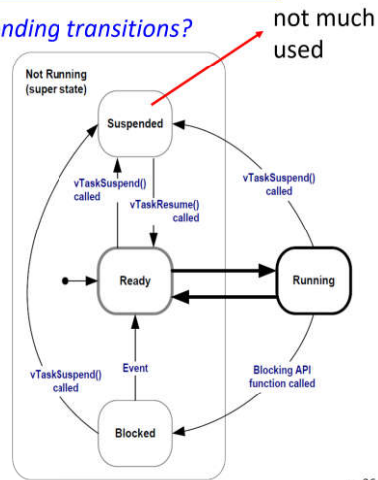 nding transitions?
not much
used
Not Running
(super state)
Suspended
vTaskSuspend()
called
vTaskResume()
called
vTaskSuspend()
called
Ready
Running
vTaskSuspend()
called
Event
Blocking API
function called
Blocked